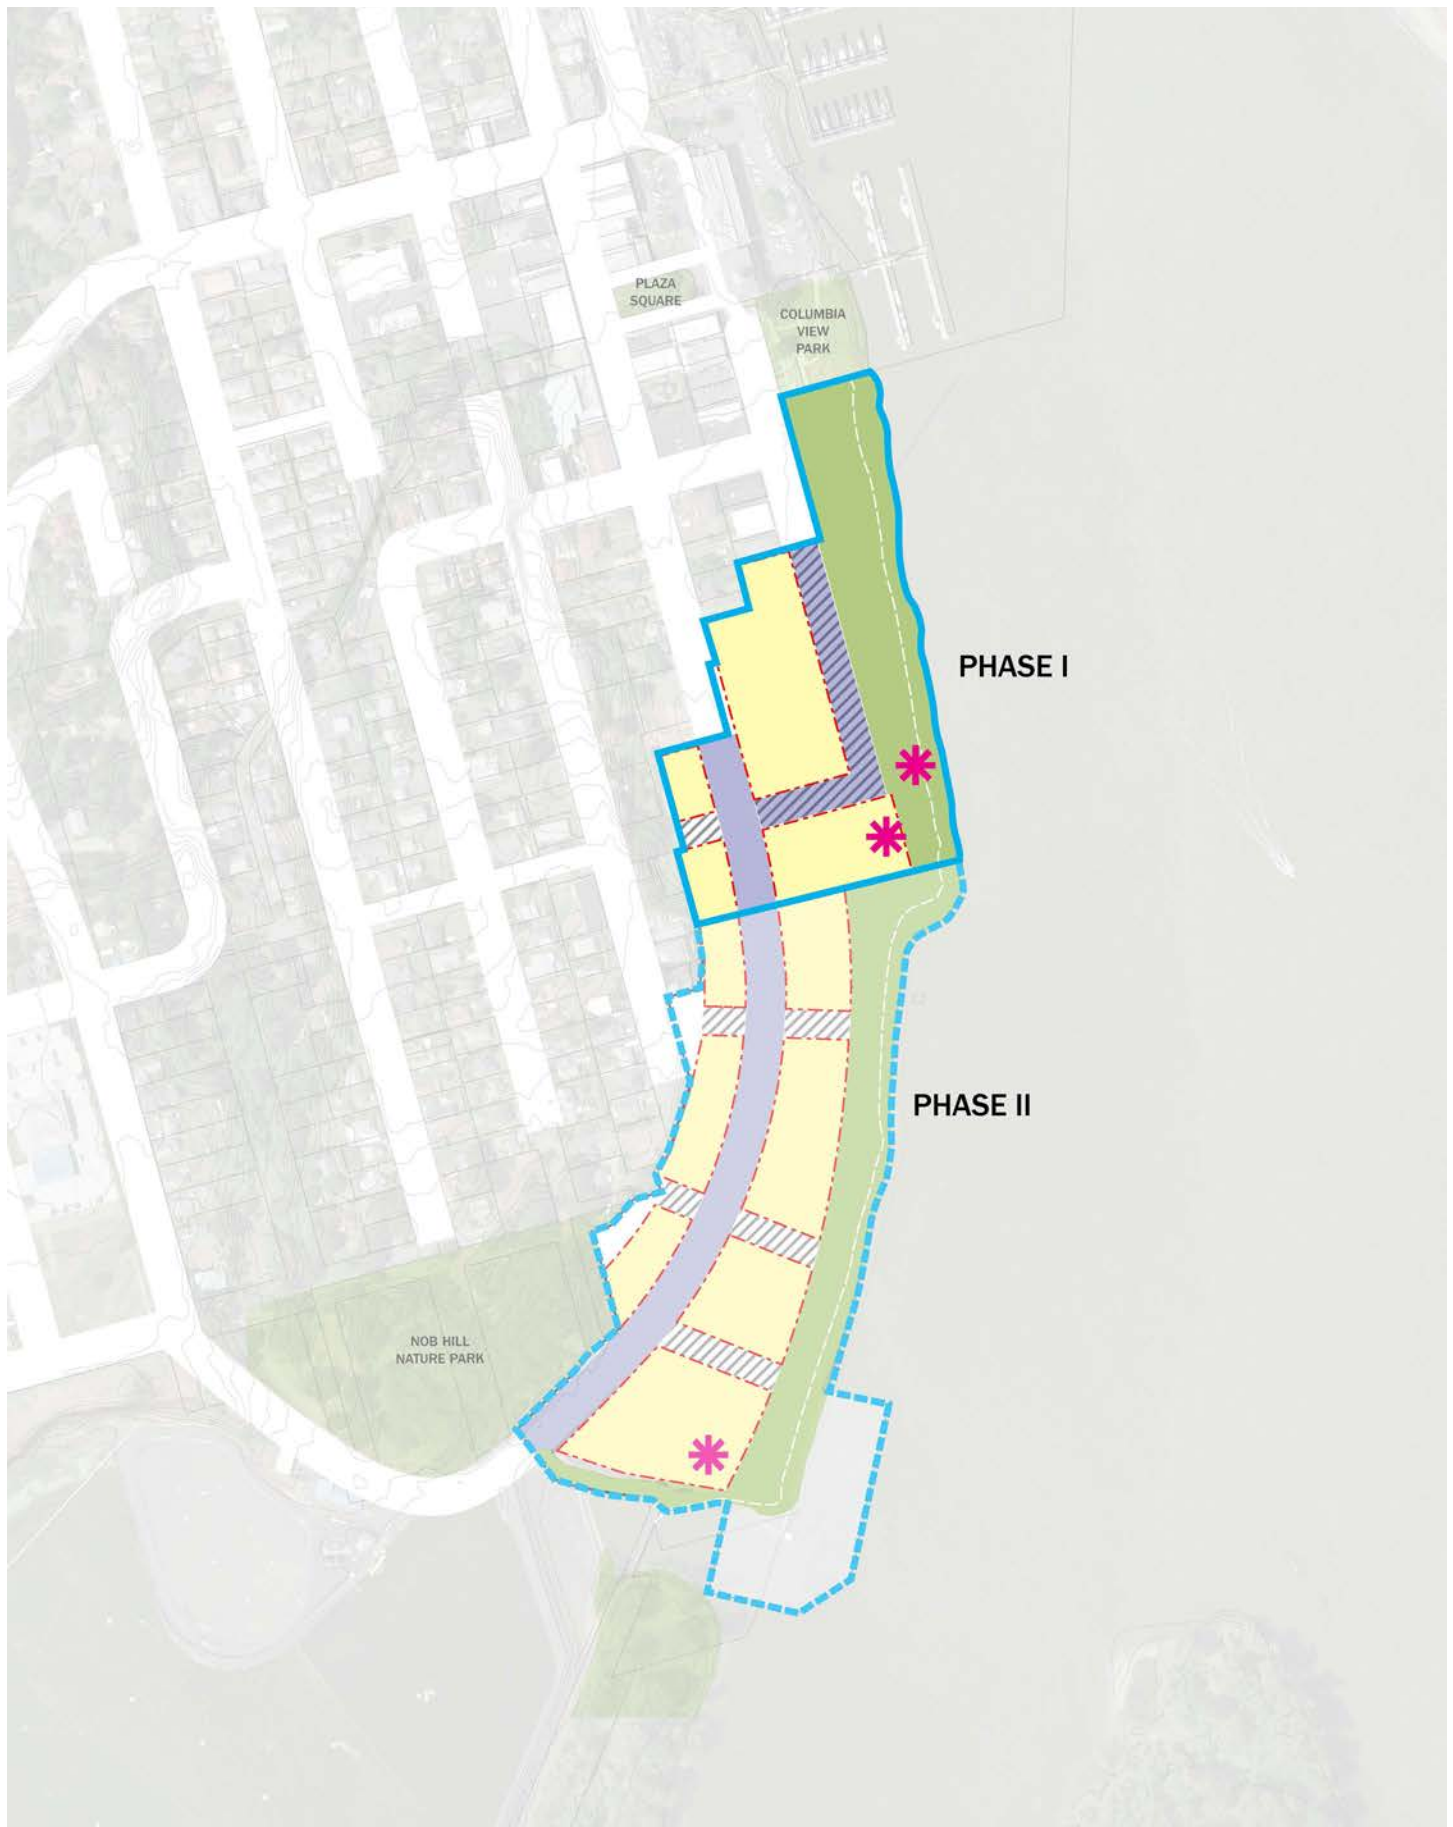 PLAZA
SQUARE
COLUMBIA
VIEW
PARK
PHASE I
PHASE II
NOB HILL
NATURE PARK